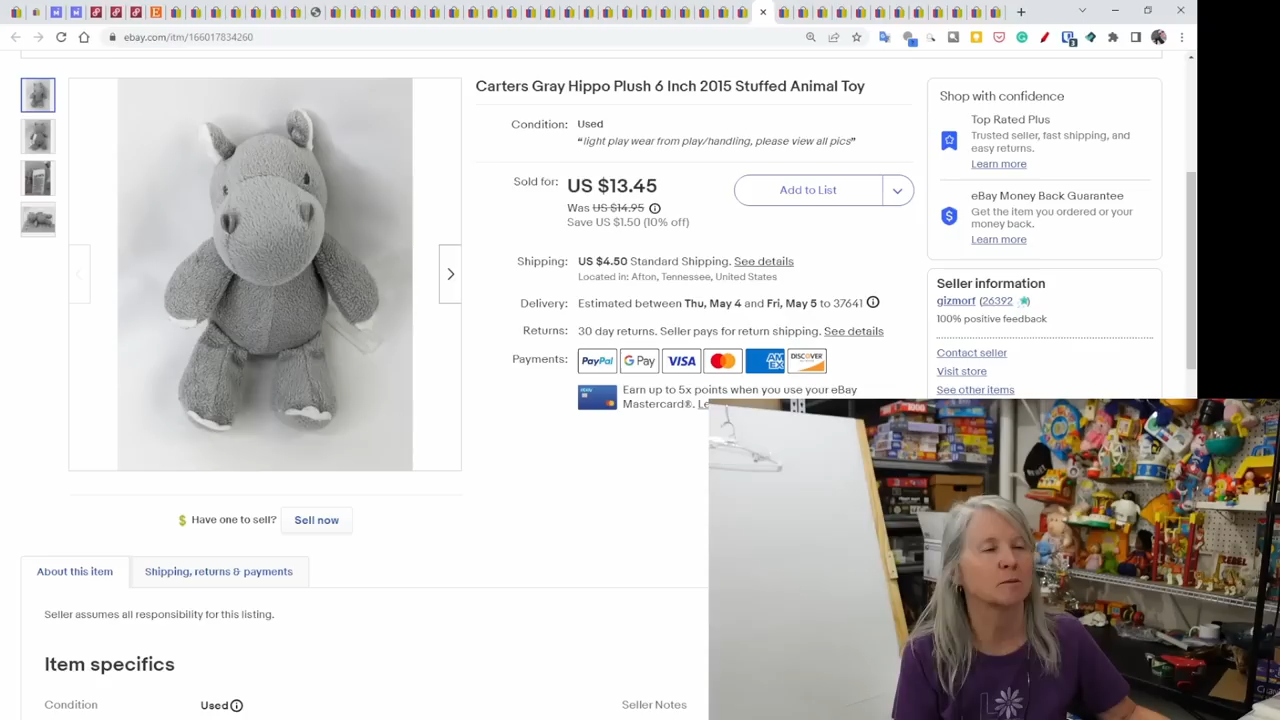 ebay.com/itm/166017834260
Carters Gray Hippo Plush 6 Inch 2015 Stuffed Animal Toy
Condition: Used
“light play wear from play/handling, please view all pics”
Sold for: US $13.45
Add to List
Was US $14.95
Save US $1.50 (10% off)
Shipping: US $4.50 Standard Shipping. See details
Located in: Afton, Tennessee, United States
Delivery: Estimated between Thu, May 4 and Fri, May 5 to 37641
Returns: 30 day returns. Seller pays for return shipping. See details
Payments: PayPal G Pay VISA mastercard AM EX DISCOVER
Earn up to 5x points when you use your eBay
Mastercard®. Le
Shop with confidence
Top Rated Plus
Trusted seller, fast shipping, and
easy returns.
Learn more
eBay Money Back Guarantee
Get the item you ordered or your
money back.
Learn more
Seller information
gizmorf (26392)
100% positive feedback
Contact seller
Visit store
See other items
Have one to sell? Sell now
About this item
Shipping, returns & payments
Seller assumes all responsibility for this listing.
Item specifics
Condition
Used
Seller Notes